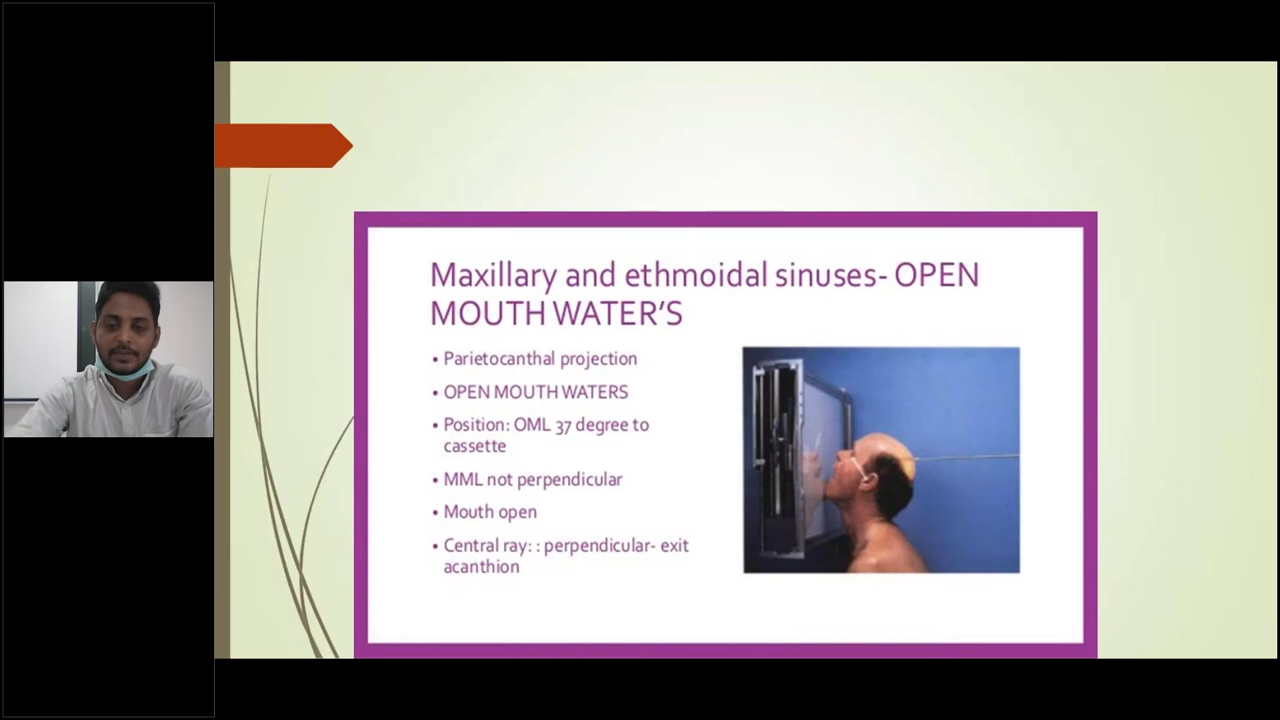 Maxillary and ethmoidal sinuses- OPEN
MOUTH WATER'S
• Parietocanthal projection
• OPEN MOUTH WATERS
• Position: OML 37 degree to
cassette
• MML not perpendicular
• Mouth open
• Central ray: : perpendicular- exit
acanthion